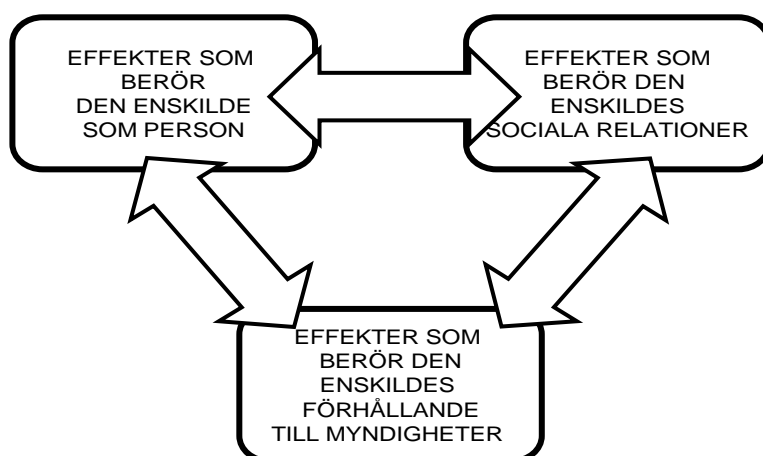 EFFEKTER SOM
BERÖR
DEN ENSKILDE
SOM PERSON
EFFEKTER SOM
BERÖR DEN
ENSKILDES
SOCIALA RELATIONER
EFFEKTER SOM
BERÖR DEN
ENSKILDES
FÖRHÅLLANDE
TILL MYNDIGHETER